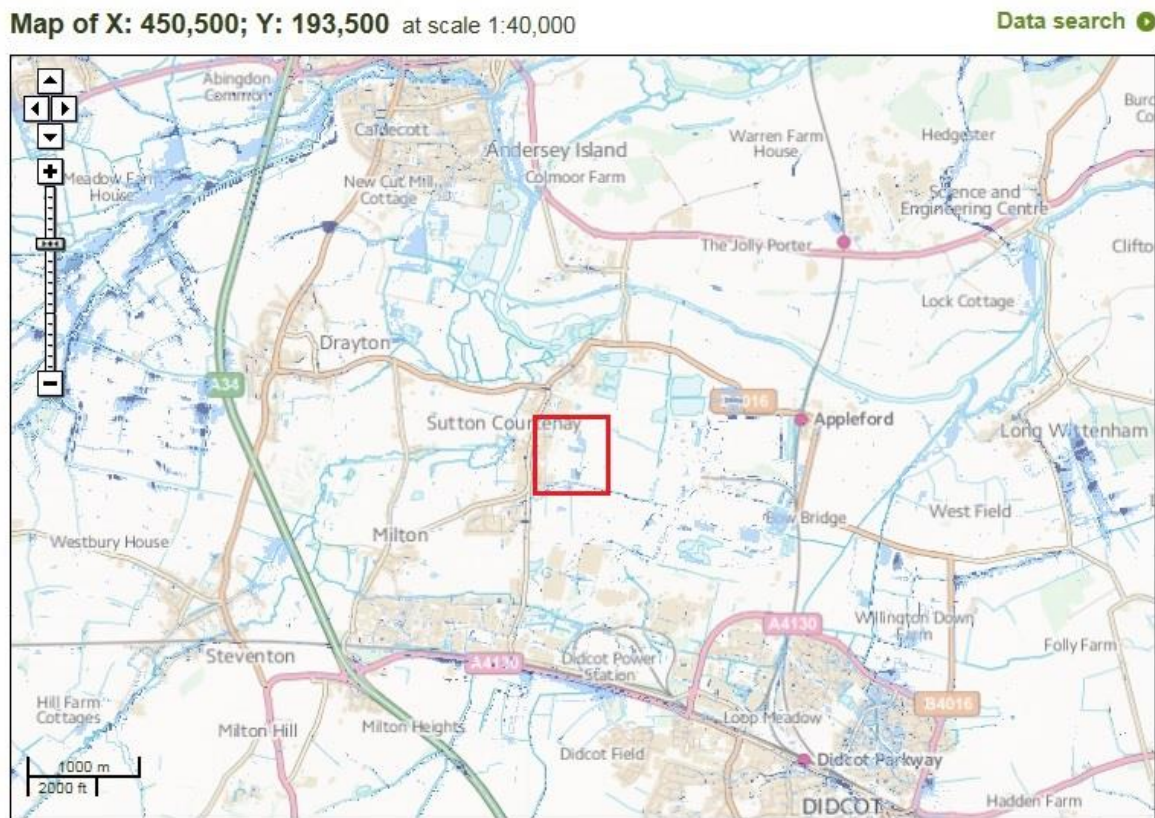 Map of X: 450,500; Y: 193,500 at scale 1:40,000
Data search
Abingdon
Common
Caldecott
Andersey Island
Colmoor Farm
Warren Farm
House
Hedgester
New Cut Mill
Cottage
Meadow Farm
House
Science and
Engineering Centre
The Jolly Porter
Lock Cottage
Drayton
A34
Sutton Courtenay
Appleford
Long Wittenham
Milton
Westbury House
Bow Bridge
West Field
A4130
Willington Down
Farm
Folly Farm
Steventon
A4130
Didcot Power
Station
Hill Farm
Cottages
Milton Hill
Milton Heights
Loop Meadow
B4016
Didcot Field
Didcot Parkway
1000 m
2000 ft
DIDCOT
Hadden Farm